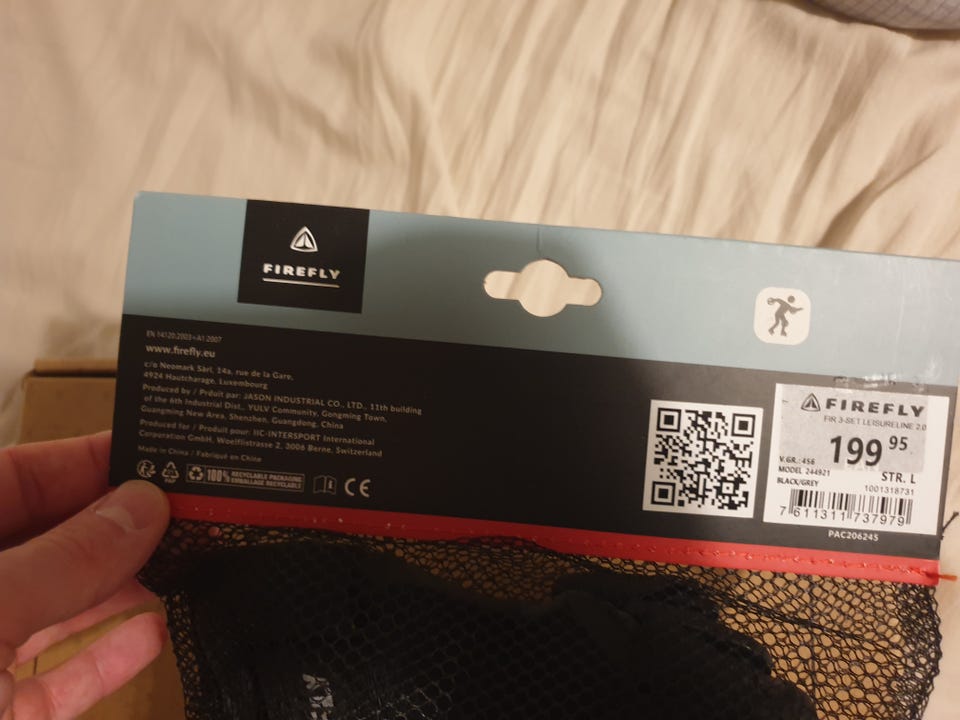 FIREFLY
EN 14120:2003+A1:2007
www.firefly.eu
c/o Neomark Sàrl, 14a, rue de la Gare,
4924 Hautcharage, Luxembourg
Produced by / Prduit par: JASON INDUSTRIAL CO., LTD., 11th building
of the 6th Industrial Dist., YULV Community, Gongming Town,
Guangming New Area, Shenzhen, Guangdong, China
Produced for / Produit pour: IIC-INTERSPORT International
Corporation GmbH, Woelflistrasse 2, 3006 Berne, Switzerland
Made in China / Fabriqué en Chine
100% RECYCLABLE PACKAGING
EMBALLAGE RECYCLABLE
CE
FIREFLY
FIR 3-SET LEISURELINE 2.0
199 95
V.GR.: 456
MODEL 244921
STR. L
BLACK/GREY
1001318731
7 611311 737979
PAC206245